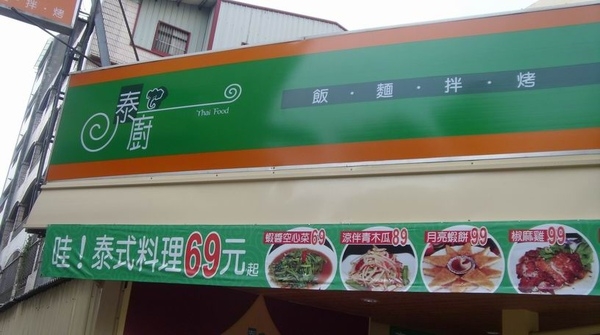 拌·烤
泰廚
Thai Food
飯·麵·拌·烤
哇！泰式料理69元起
蝦醬空心菜69
涼伴青木瓜89
月亮蝦餅99
椒麻雞99